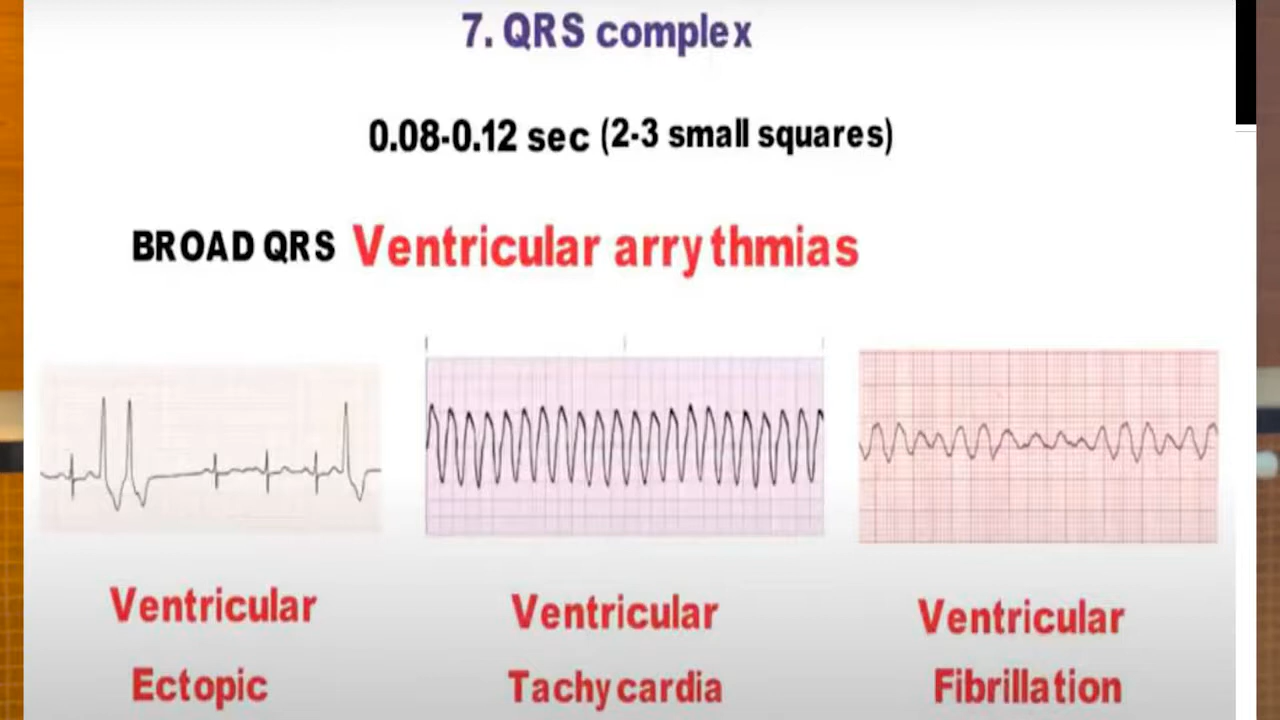 7. QRS complex
0.08-0.12 sec (2-3 small squares)
BROAD QRS Ventricular arrythmias
Ventricular Ectopic
Ventricular Tachycardia
Ventricular Fibrillation